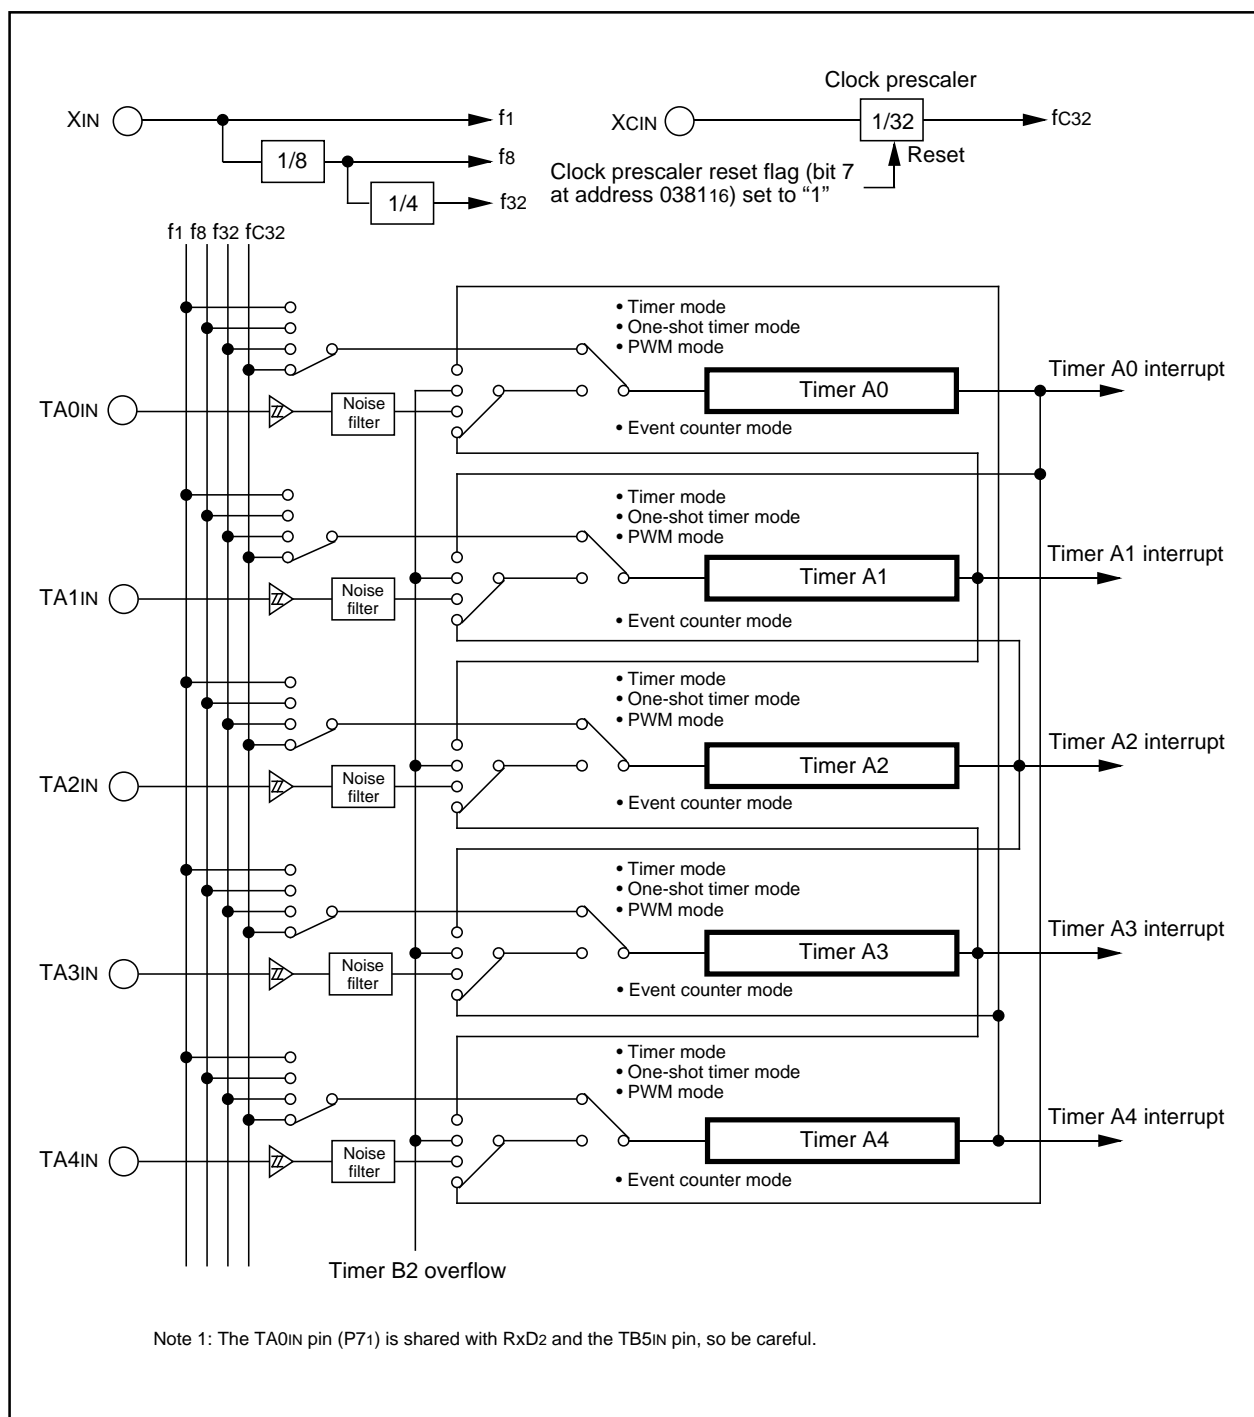 Clock prescaler
XIN
f1
XCIN
1/32
fC32
1/8
f8
Reset
Clock prescaler reset flag (bit 7
at address 038116) set to “1”
1/4
f32
f1 f8 f32 fC32
• Timer mode
• One-shot timer mode
• PWM mode
Timer A0 interrupt
Timer A0
TA0IN
Noise
filter
• Event counter mode
• Timer mode
• One-shot timer mode
• PWM mode
Timer A1 interrupt
Timer A1
TA1IN
Noise
filter
• Event counter mode
• Timer mode
• One-shot timer mode
• PWM mode
Timer A2 interrupt
Timer A2
TA2IN
Noise
filter
• Event counter mode
• Timer mode
• One-shot timer mode
• PWM mode
Timer A3 interrupt
Timer A3
TA3IN
Noise
filter
• Event counter mode
• Timer mode
• One-shot timer mode
• PWM mode
Timer A4 interrupt
Timer A4
TA4IN
Noise
filter
• Event counter mode
Timer B2 overflow
Note 1: The TA0IN pin (P71) is shared with RxD2 and the TB5IN pin, so be careful.